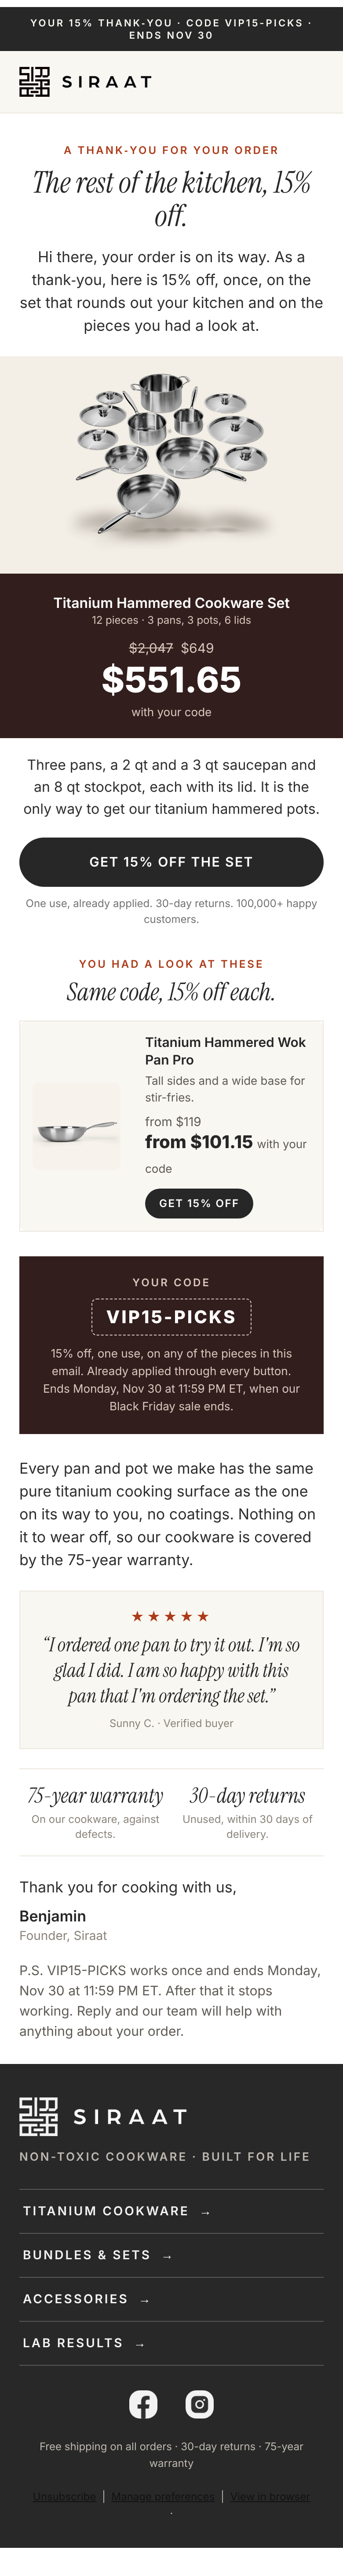 YOUR 15% THANK-YOU · CODE VIP15-PICKS ·
ENDS NOV 30
SIRAAT
A THANK-YOU FOR YOUR ORDER
The rest of the kitchen, 15%
off.
Hi there, your order is on its way. As a
thank-you, here is 15% off, once, on the
set that rounds out your kitchen and on the
pieces you had a look at.
Titanium Hammered Cookware Set
12 pieces · 3 pans, 3 pots, 6 lids
$2,047 $649
$551.65
with your code
Three pans, a 2 qt and a 3 qt saucepan and
an 8 qt stockpot, each with its lid. It is the
only way to get our titanium hammered pots.
GET 15% OFF THE SET
One use, already applied. 30-day returns. 100,000+ happy
customers.
YOU HAD A LOOK AT THESE
Same code, 15% off each.
Titanium Hammered Wok
Pan Pro
Tall sides and a wide base for
stir-fries.
from $119
from $101.15 with your
code
GET 15% OFF
YOUR CODE
VIP15-PICKS
15% off, one use, on any of the pieces in this
email. Already applied through every button.
Ends Monday, Nov 30 at 11:59 PM ET, when our
Black Friday sale ends.
Every pan and pot we make has the same
pure titanium cooking surface as the one
on its way to you, no coatings. Nothing on
it to wear off, so our cookware is covered
by the 75-year warranty.
★★★★★
“I ordered one pan to try it out. I'm so
glad I did. I am so happy with this
pan that I'm ordering the set.”
Sunny C. · Verified buyer
75-year warranty
On our cookware, against
defects.
30-day returns
Unused, within 30 days of
delivery.
Thank you for cooking with us,
Benjamin
Founder, Siraat
P.S. VIP15-PICKS works once and ends Monday,
Nov 30 at 11:59 PM ET. After that it stops
working. Reply and our team will help with
anything about your order.
SIRAAT
NON-TOXIC COOKWARE · BUILT FOR LIFE
TITANIUM COOKWARE →
BUNDLES & SETS →
ACCESSORIES →
LAB RESULTS →
Free shipping on all orders · 30-day returns · 75-year
warranty
Unsubscribe | Manage preferences | View in browser
·